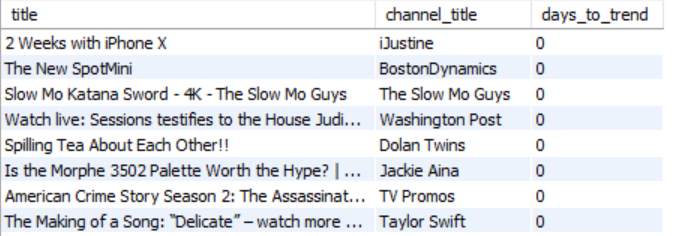 title channel_title days_to_trend
2 Weeks with iPhone X iJustine 0
The New SpotMini BostonDynamics 0
Slow Mo Katana Sword - 4K - The Slow Mo Guys The Slow Mo Guys 0
Watch live: Sessions testifies to the House Judi... Washington Post 0
Spilling Tea About Each Other!! Dolan Twins 0
Is the Morphe 3502 Palette Worth the Hype? | ... Jackie Aina 0
American Crime Story Season 2: The Assassinat... TV Promos 0
The Making of a Song: “Delicate” – watch more ... Taylor Swift 0